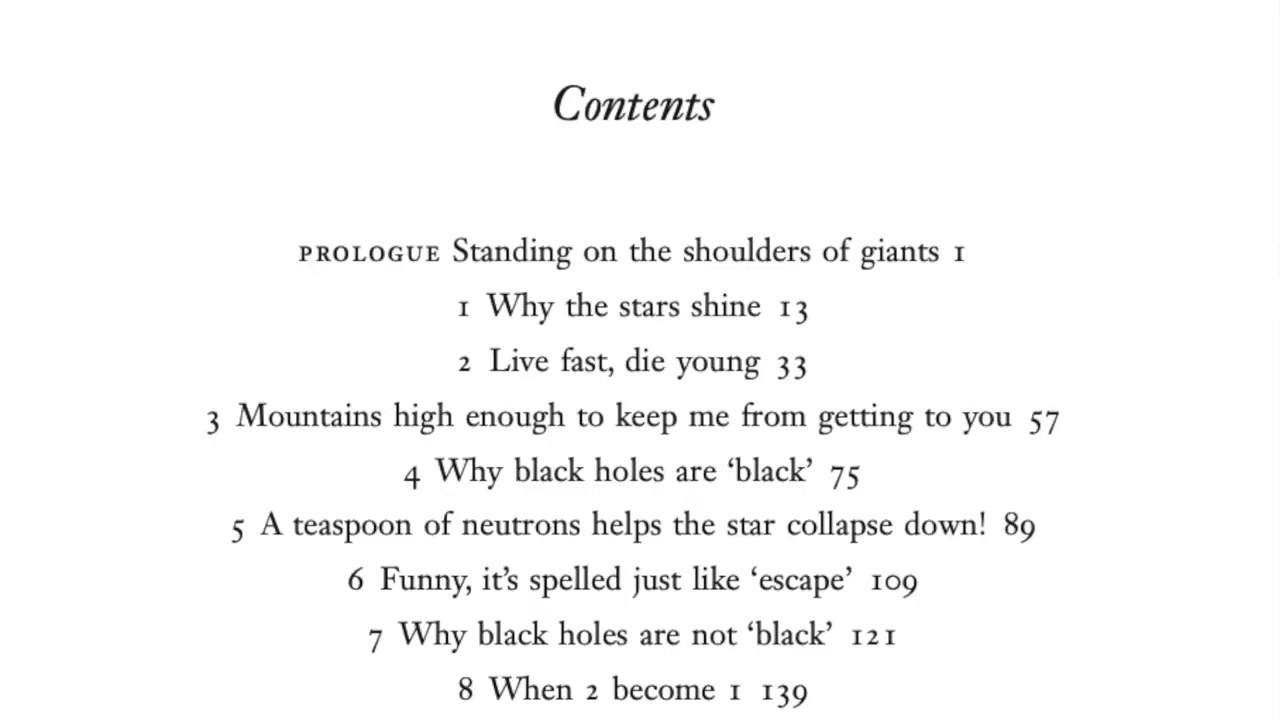 Contents
PROLOGUE Standing on the shoulders of giants 1
1 Why the stars shine 13
2 Live fast, die young 33
3 Mountains high enough to keep me from getting to you 57
4 Why black holes are ‘black’ 75
5 A teaspoon of neutrons helps the star collapse down! 89
6 Funny, it’s spelled just like ‘escape’ 109
7 Why black holes are not ‘black’ 121
8 When 2 become 1 139